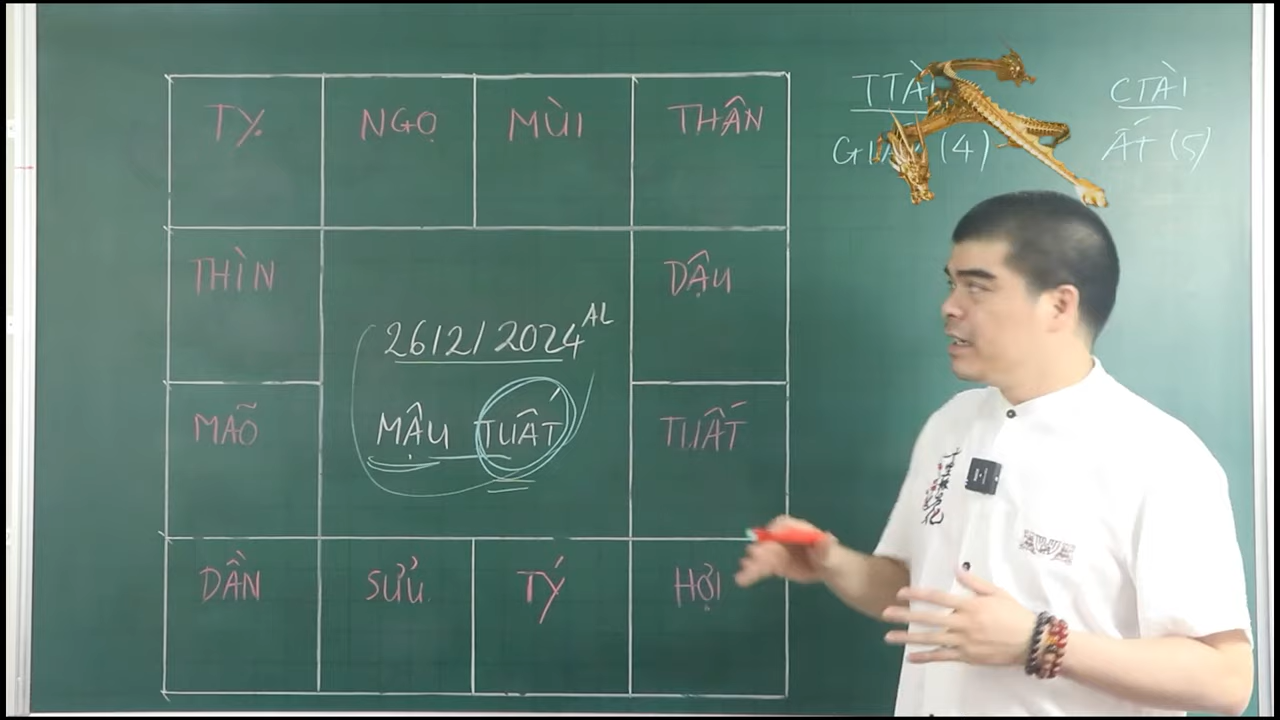 TỴ NGỌ MÙI THÂN
TTÀI CTÀI
(4) ẤT (5)
THÌN DẬU
26/2/2024 AL
MÃO MẬU TUẤT TUẤT
DẦN SỬU TÝ HỢI